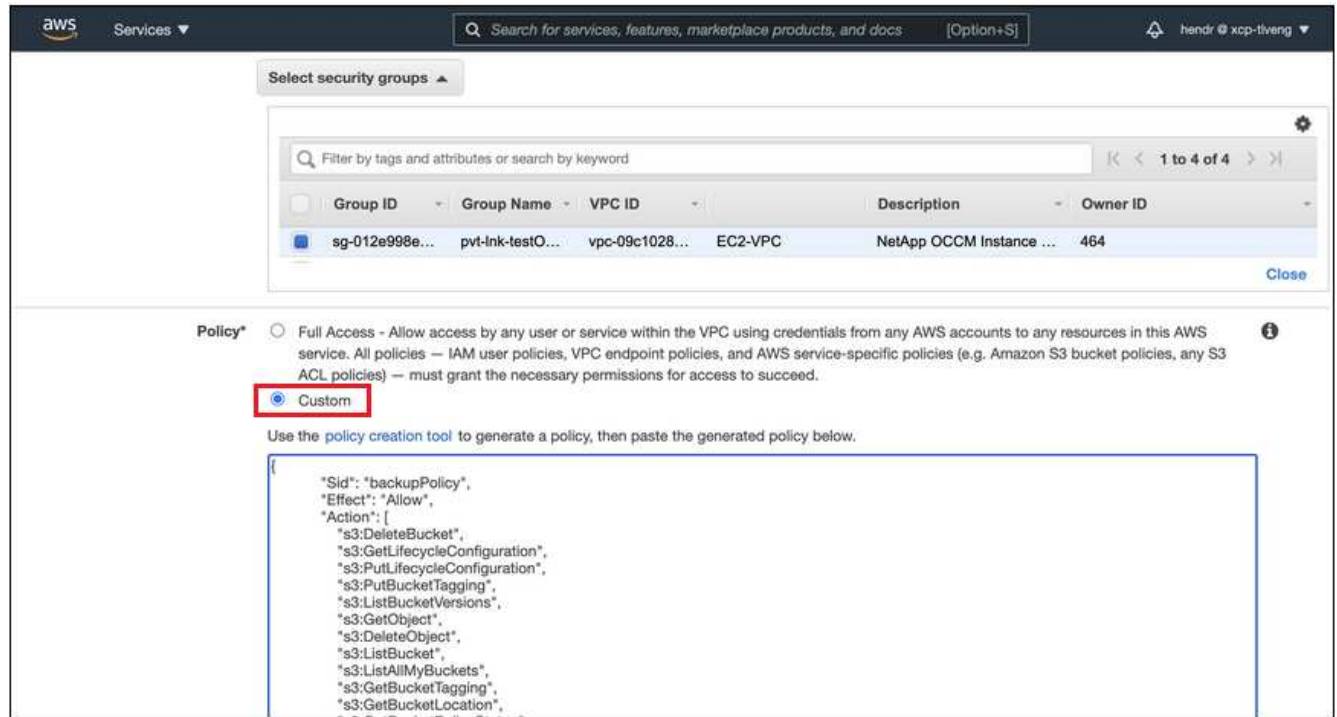 aws Services ▼ Search for services, features, marketplace products, and docs [Option+S] hendr @ xcp-tlveng ▼
Select security groups ▲
Filter by tags and attributes or search by keyword 1 to 4 of 4
Group ID Group Name VPC ID Description Owner ID
sg-012e998e... pvt-lnk-testO... vpc-09c1028... EC2-VPC NetApp OCCM Instance ... 464
Close
Policy* Full Access - Allow access by any user or service within the VPC using credentials from any AWS accounts to any resources in this AWS
service. All policies — IAM user policies, VPC endpoint policies, and AWS service-specific policies (e.g. Amazon S3 bucket policies, any S3
ACL policies) — must grant the necessary permissions for access to succeed.
Custom
Use the policy creation tool to generate a policy, then paste the generated policy below.
{
"Sid": "backupPolicy",
"Effect": "Allow",
"Action": [
"s3:DeleteBucket",
"s3:GetLifecycleConfiguration",
"s3:PutLifecycleConfiguration",
"s3:PutBucketTagging",
"s3:ListBucketVersions",
"s3:GetObject",
"s3:DeleteObject",
"s3:ListBucket",
"s3:ListAllMyBuckets",
"s3:GetBucketTagging",
"s3:GetBucketLocation",